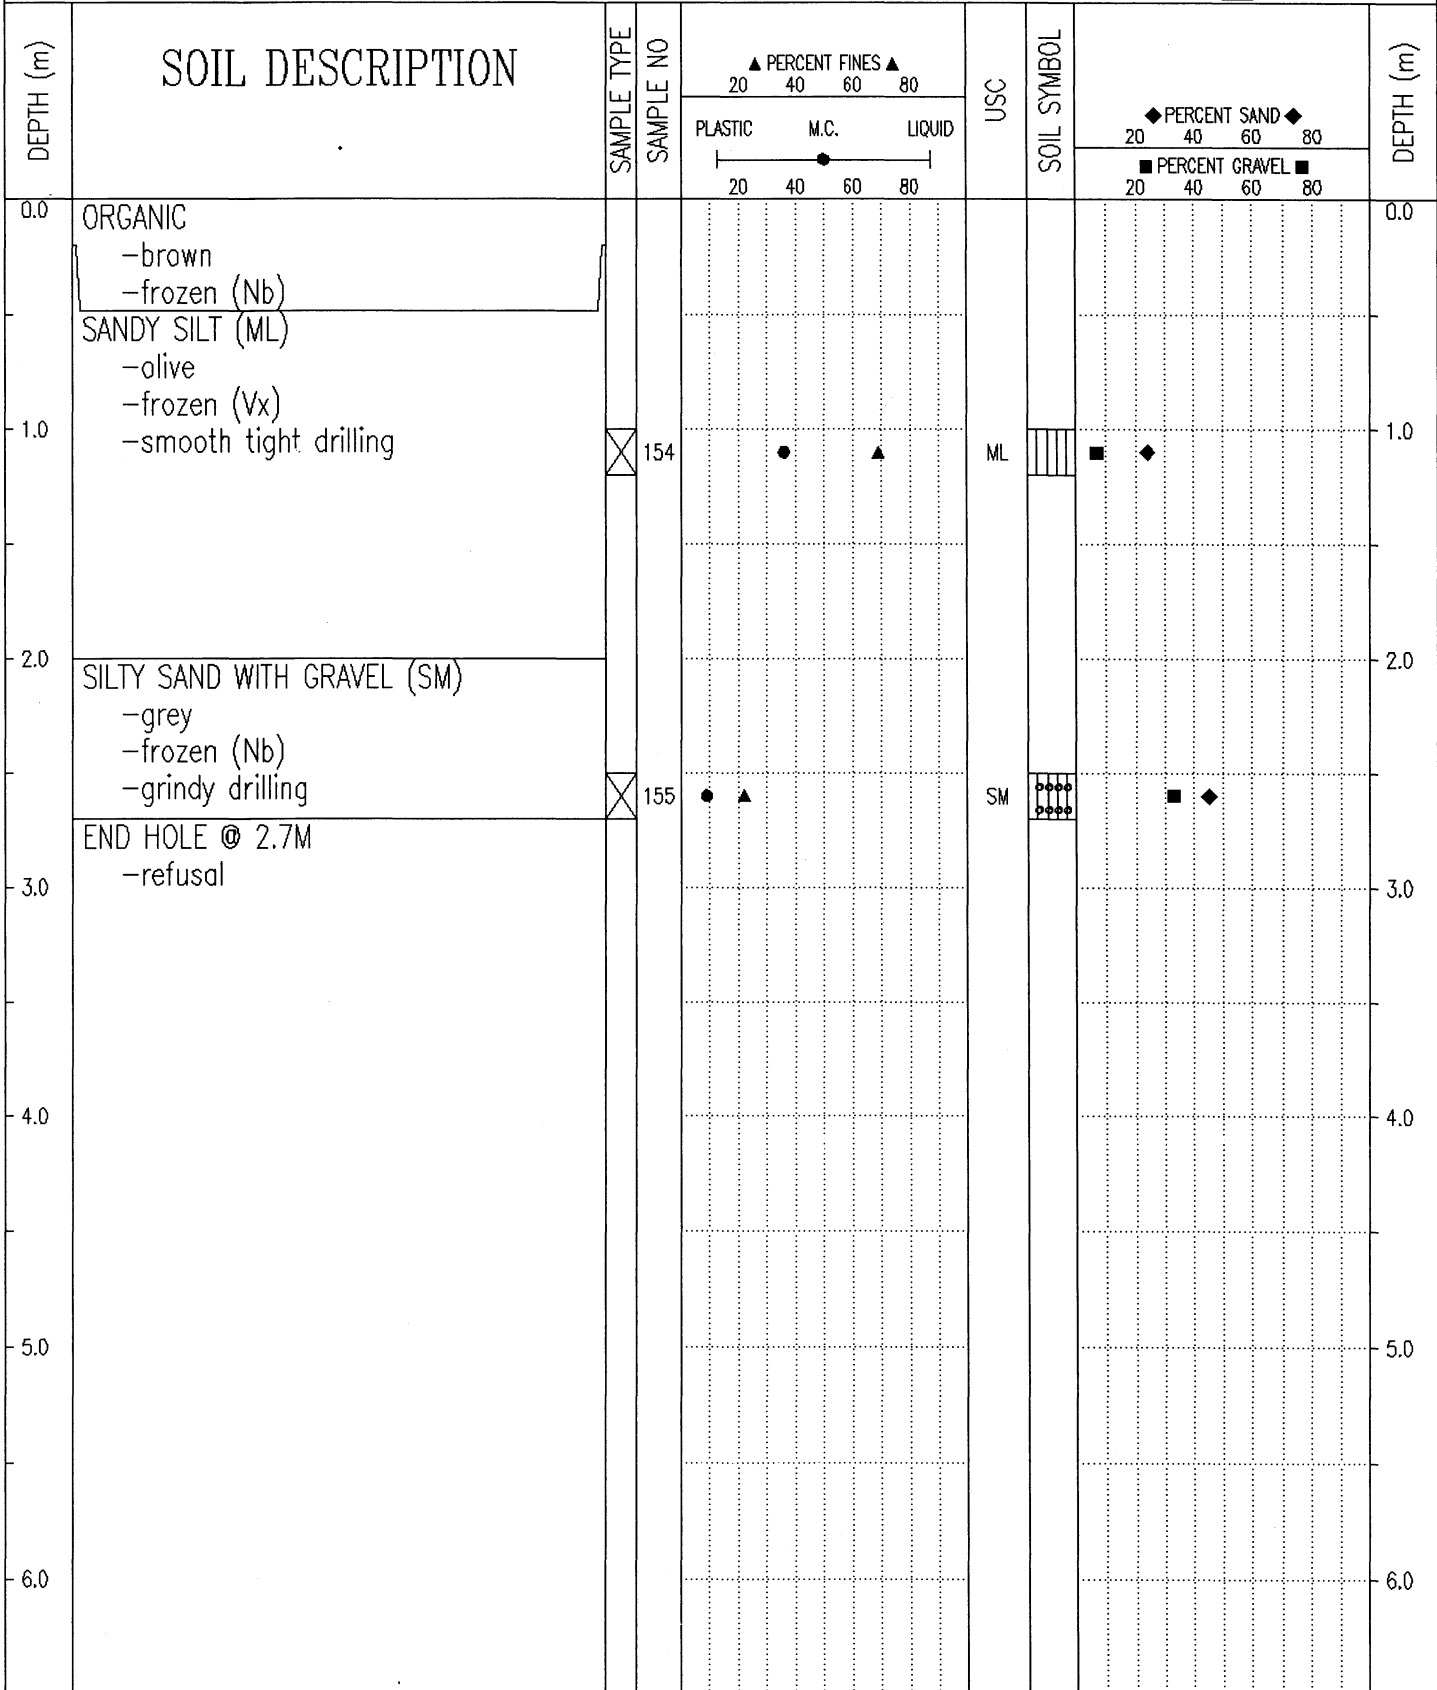 DEPTH (m)
SOIL DESCRIPTION
SAMPLE TYPE
SAMPLE NO
▲ PERCENT FINES ▲
20 40 60 80
PLASTIC M.C. LIQUID
20 40 60 80
USC
SOIL SYMBOL
◆ PERCENT SAND ◆
20 40 60 80
■ PERCENT GRAVEL ■
20 40 60 80
DEPTH (m)
0.0 ORGANIC 0.0
-brown
-frozen (Nb)
SANDY SILT (ML)
-olive
-frozen (Vx)
1.0 -smooth tight drilling 1.0
154 ML
2.0 2.0
SILTY SAND WITH GRAVEL (SM)
-grey
-frozen (Nb)
-grindy drilling 155 SM
END HOLE @ 2.7M
-refusal
3.0 3.0
4.0 4.0
5.0 5.0
6.0 6.0